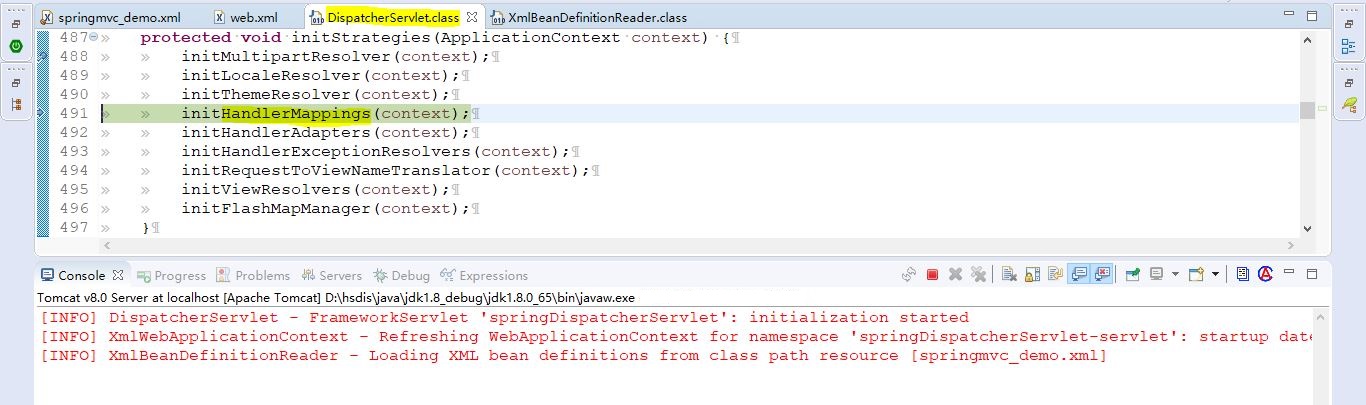 springmvc_demo.xml web.xml DispatcherServlet.class XmlBeanDefinitionReader.class
487 protected void initStrategies(ApplicationContext context) {
488 initMultipartResolver(context);
489 initLocaleResolver(context);
490 initThemeResolver(context);
491 initHandlerMappings(context);
492 initHandlerAdapters(context);
493 initHandlerExceptionResolvers(context);
494 initRequestToViewNameTranslator(context);
495 initViewResolvers(context);
496 initFlashMapManager(context);
497 }
Console Progress Problems Servers Debug Expressions
Tomcat v8.0 Server at localhost [Apache Tomcat] D:\hsdis\java\jdk1.8_debug\jdk1.8.0_65\bin\javaw.exe
[INFO] DispatcherServlet - FrameworkServlet 'springDispatcherServlet': initialization started
[INFO] XmlWebApplicationContext - Refreshing WebApplicationContext for namespace 'springDispatcherServlet-servlet': startup date
[INFO] XmlBeanDefinitionReader - Loading XML bean definitions from class path resource [springmvc_demo.xml]